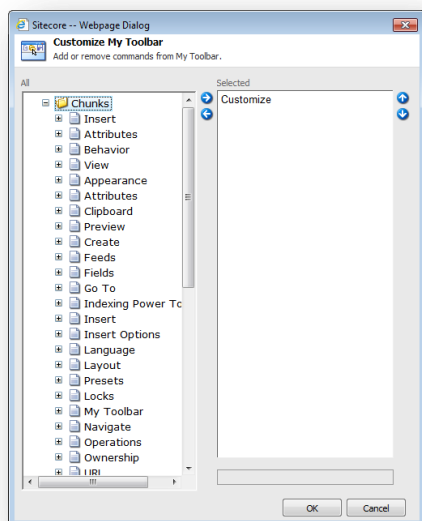 Sitecore -- Webpage Dialog
Customize My Toolbar
Add or remove commands from My Toolbar.
All
Selected
Chunks
Customize
Insert
Attributes
Behavior
View
Appearance
Attributes
Clipboard
Preview
Create
Feeds
Fields
Go To
Indexing Power To
Insert
Insert Options
Language
Layout
Presets
Locks
My Toolbar
Navigate
Operations
Ownership
URL
OK
Cancel